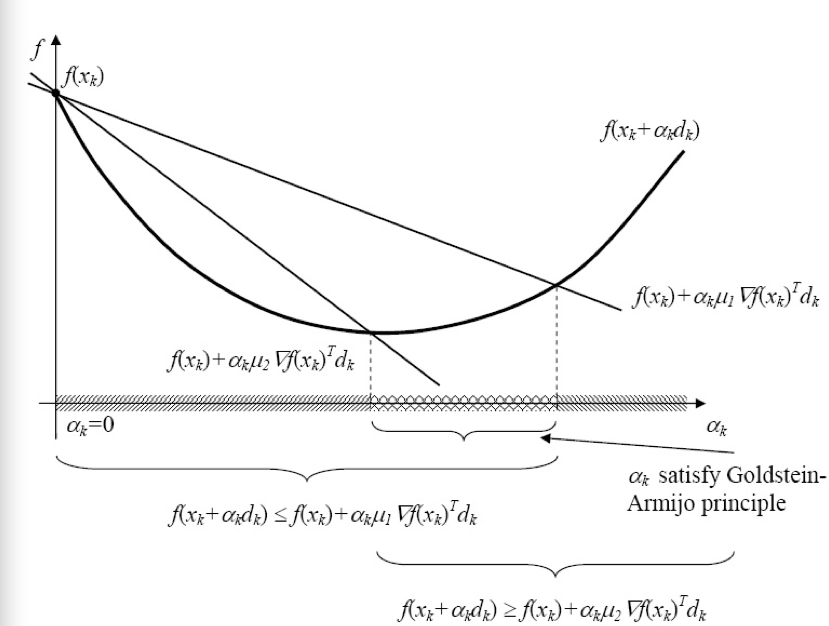 f
f(xₖ)
f(xₖ+αₖdₖ)
f(xₖ)+αₖμ₁ ∇f(xₖ)ᵀdₖ
f(xₖ)+αₖμ₂ ∇f(xₖ)ᵀdₖ
αₖ=0
αₖ
αₖ satisfy Goldstein-
Armijo principle
f(xₖ+αₖdₖ) ≤ f(xₖ)+αₖμ₁ ∇f(xₖ)ᵀdₖ
f(xₖ+αₖdₖ) ≥ f(xₖ)+αₖμ₂ ∇f(xₖ)ᵀdₖ